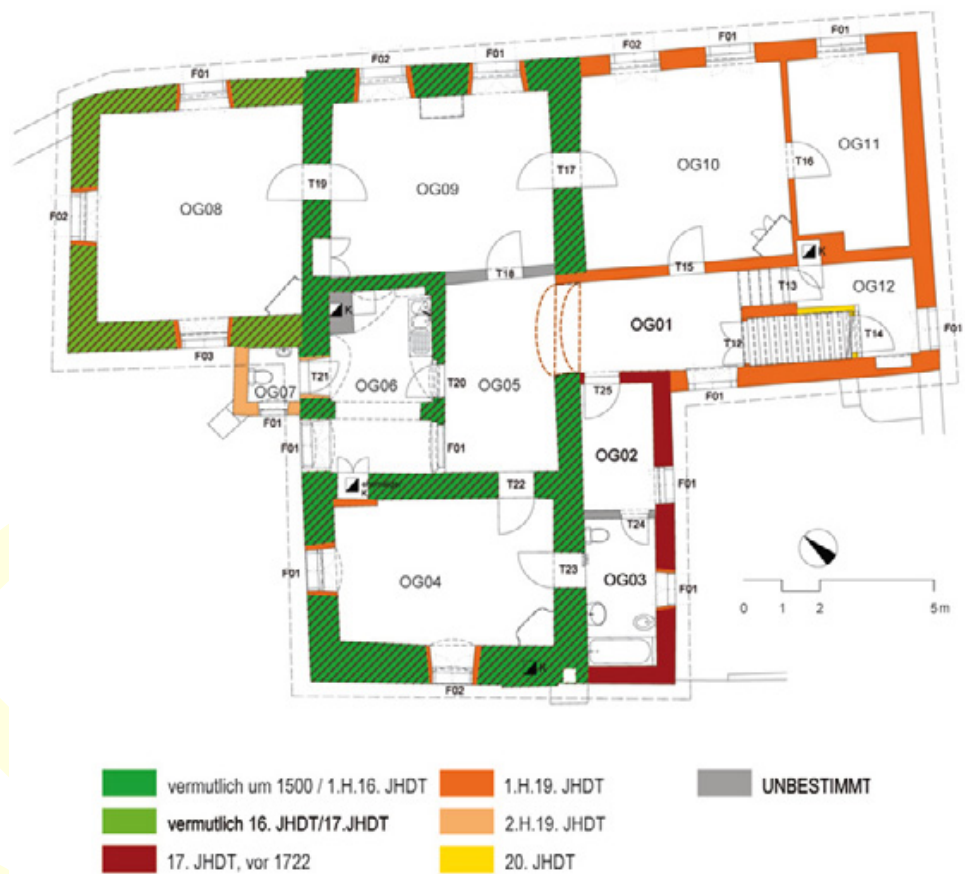 F01
F02
F01
F02
F01
F01
OG08
T19
OG09
T17
OG10
T16
OG11
F02
T18
T15
K
T13
OG12
K
OG01
T12
T14
F01
F03
T21
OG06
T20
OG05
OG07
F01
T25
F01
F01
F01
OG02
F01
K
T22
T24
F01
OG04
T23
OG03
F01
K
F02
0 1 2 5 m
vermutlich um 1500 / 1.H.16. JHDT
1.H.19. JHDT
UNBESTIMMT
vermutlich 16. JHDT/17.JHDT
2.H.19. JHDT
17. JHDT, vor 1722
20. JHDT